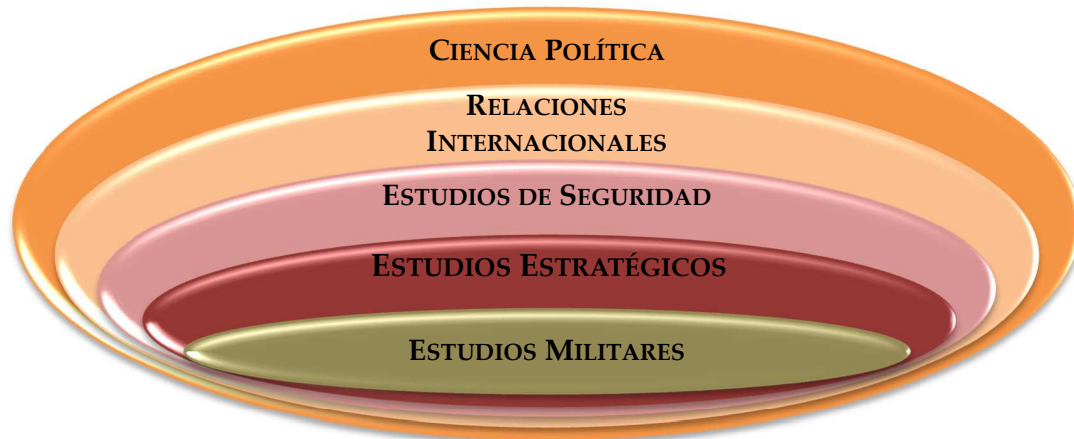 CIENCIA POLÍTICA
RELACIONES
INTERNACIONALES
ESTUDIOS DE SEGURIDAD
ESTUDIOS ESTRATÉGICOS
ESTUDIOS MILITARES